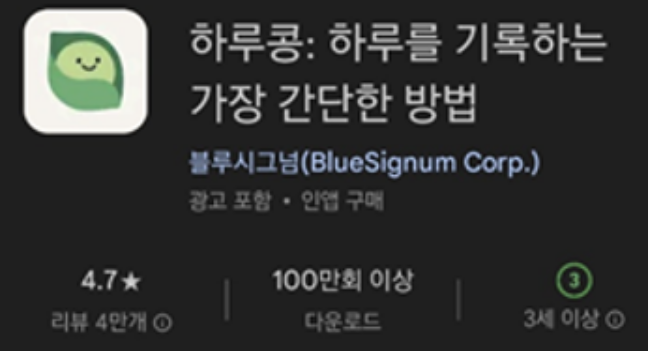 하루콩: 하루를 기록하는
가장 간단한 방법
블루시그넘(BlueSignum Corp.)
광고 포함 • 인앱 구매
4.7★
리뷰 4만개 ⓘ
100만회 이상
다운로드
3
3세 이상 ⓘ